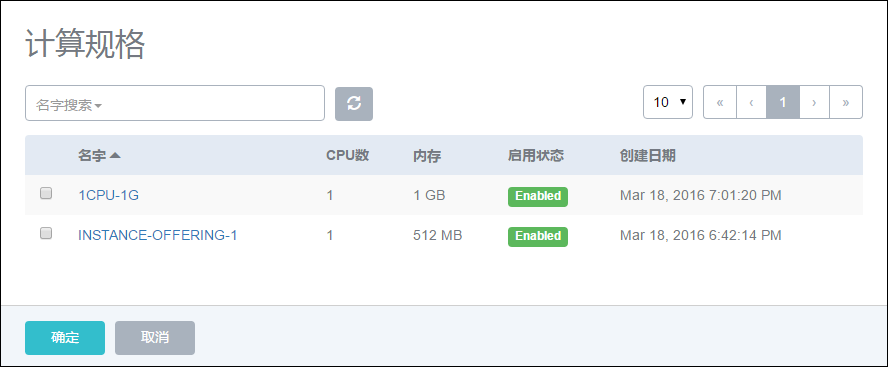 计算规格
名字搜索
10 « ‹ 1 › »
名字 CPU数 内存 启用状态 创建日期
1CPU-1G 1 1 GB Enabled Mar 18, 2016 7:01:20 PM
INSTANCE-OFFERING-1 1 512 MB Enabled Mar 18, 2016 6:42:14 PM
确定 取消